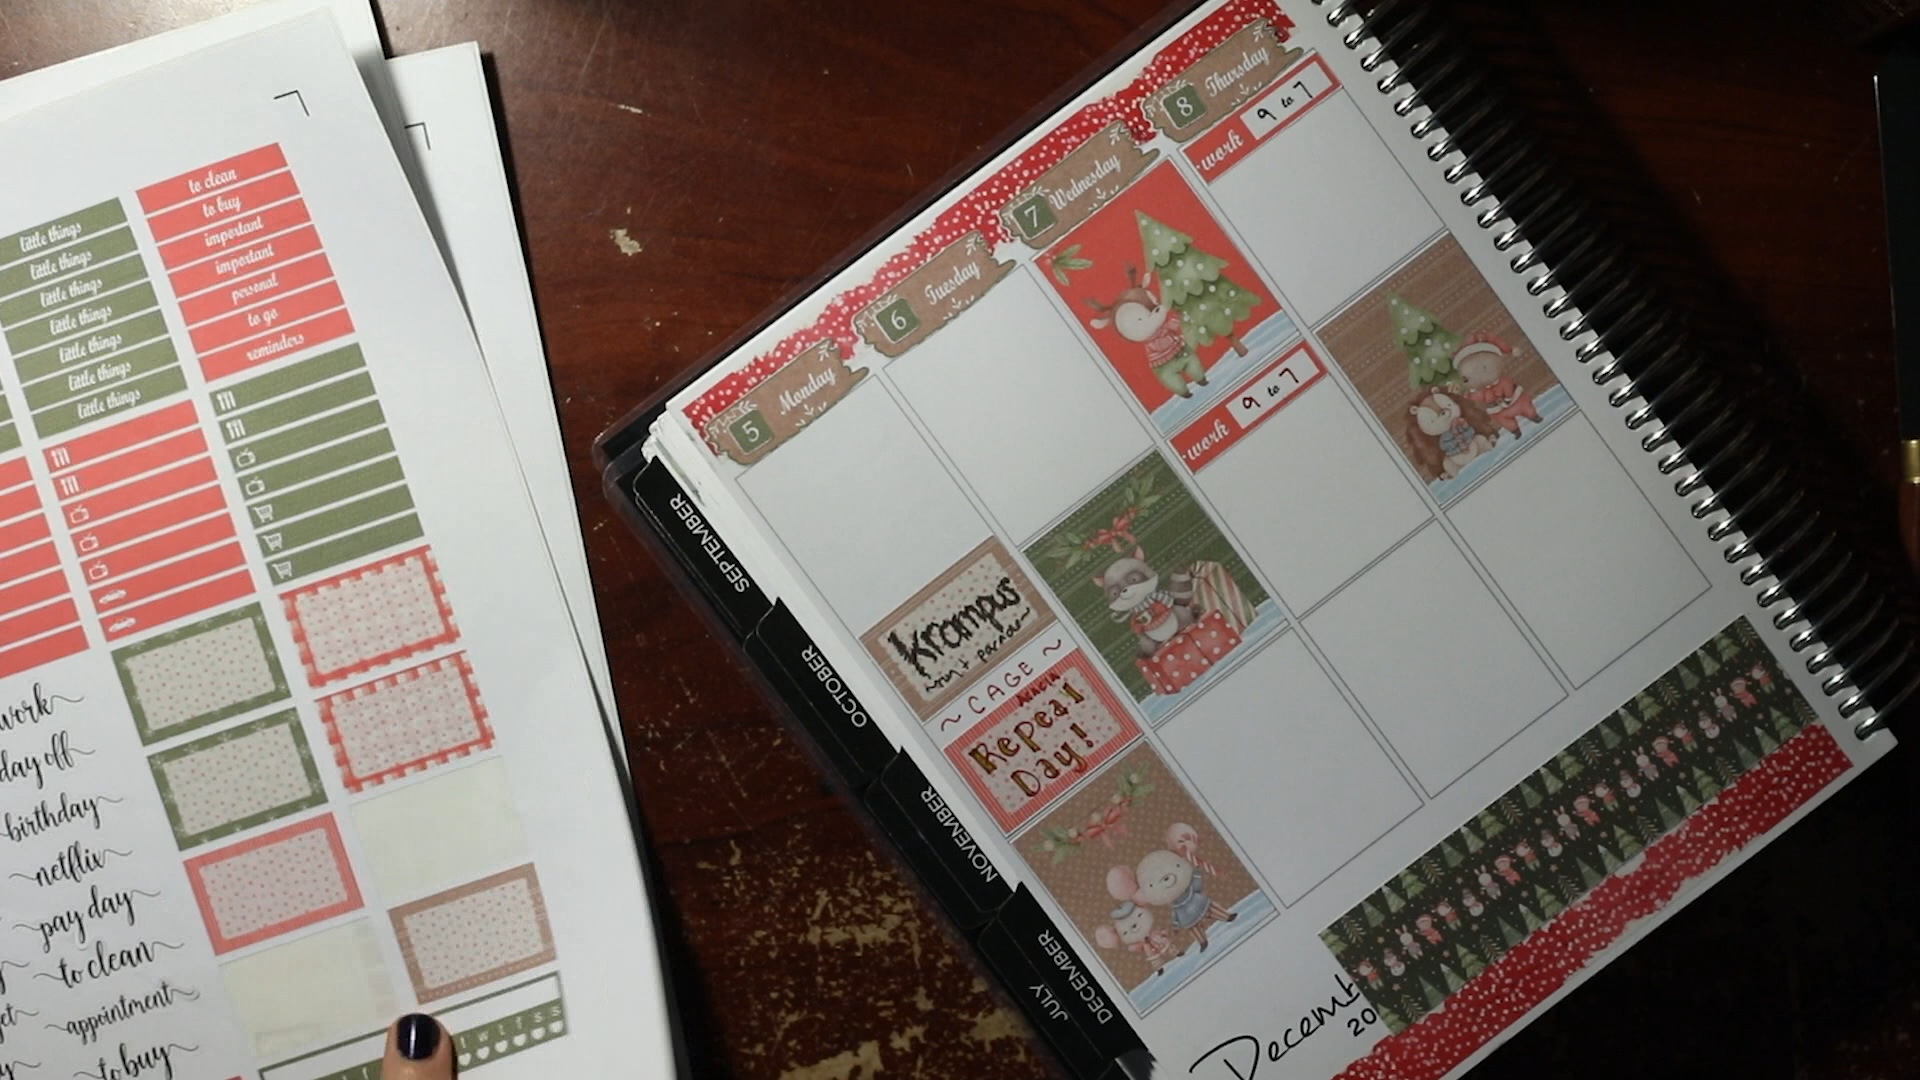 to clean
to buy
important
important
personal
to go
reminders
little things
little things
little things
little things
little things
little things
little things
work
day off
birthday
netflix
pay day
to clean
appointment
to buy
5 Monday
6 Tuesday
7 Wednesday
8 Thursday
work 9 to 7
work 9 to 7
Krampus
~ CAGE ~
Repeal
Day!
SEPTEMBER
OCTOBER
NOVEMBER
DECEMBER
JULY
20